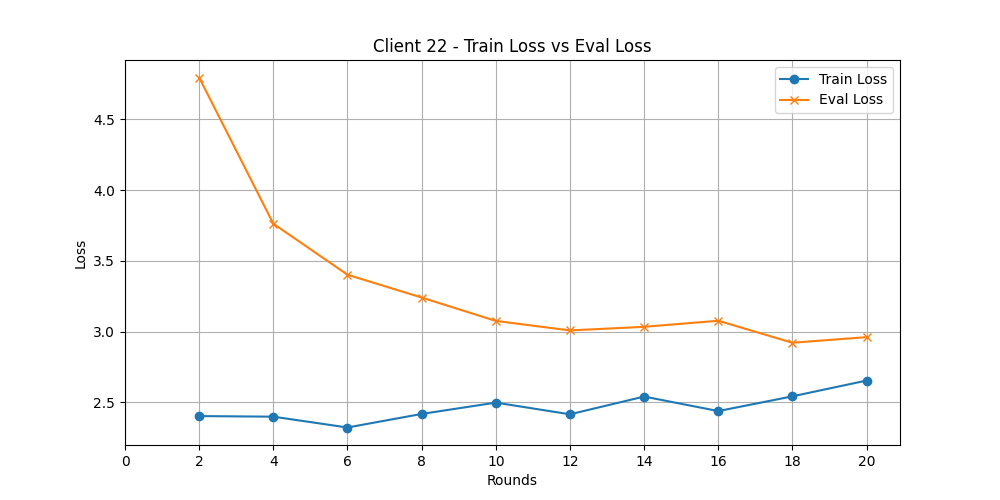 Client 22 - Train Loss vs Eval Loss
Train Loss
Eval Loss
4.5
4.0
3.5
3.0
2.5
Loss
0 2 4 6 8 10 12 14 16 18 20
Rounds